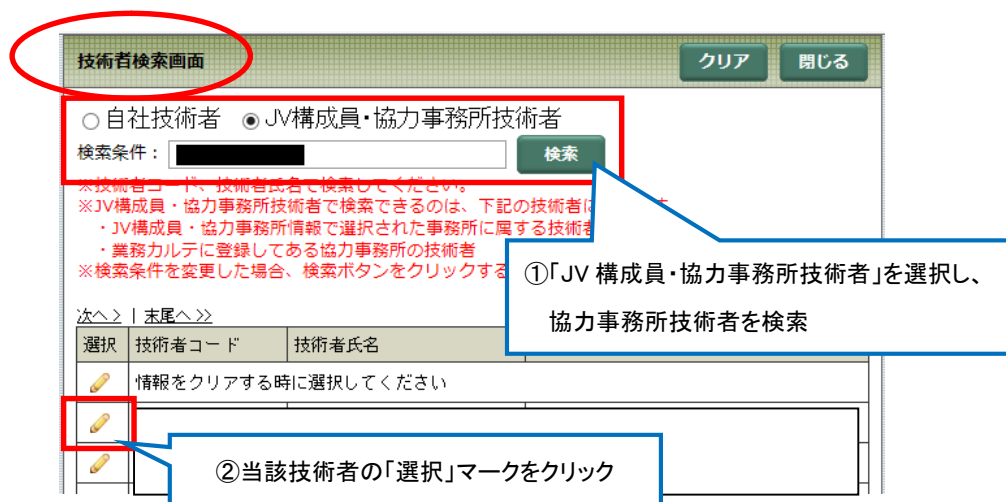 技術者検索画面
クリア
閉じる
自社技術者
JV構成員・協力事務所技術者
検索条件：
検索
※技術者コード、技術者氏名で検索してください。
※JV構成員・協力事務所技術者で検索できるのは、下記の技術者に
・JV構成員・協力事務所情報で選択された事務所に属する技術者
・業務カルテに登録してある協力事務所の技術者
※検索条件を変更した場合、検索ボタンをクリックする
①「JV 構成員・協力事務所技術者」を選択し、
協力事務所技術者を検索
次へ > | 末尾へ >>
選択 技術者コード 技術者氏名
情報をクリアする時に選択してください
②当該技術者の「選択」マークをクリック